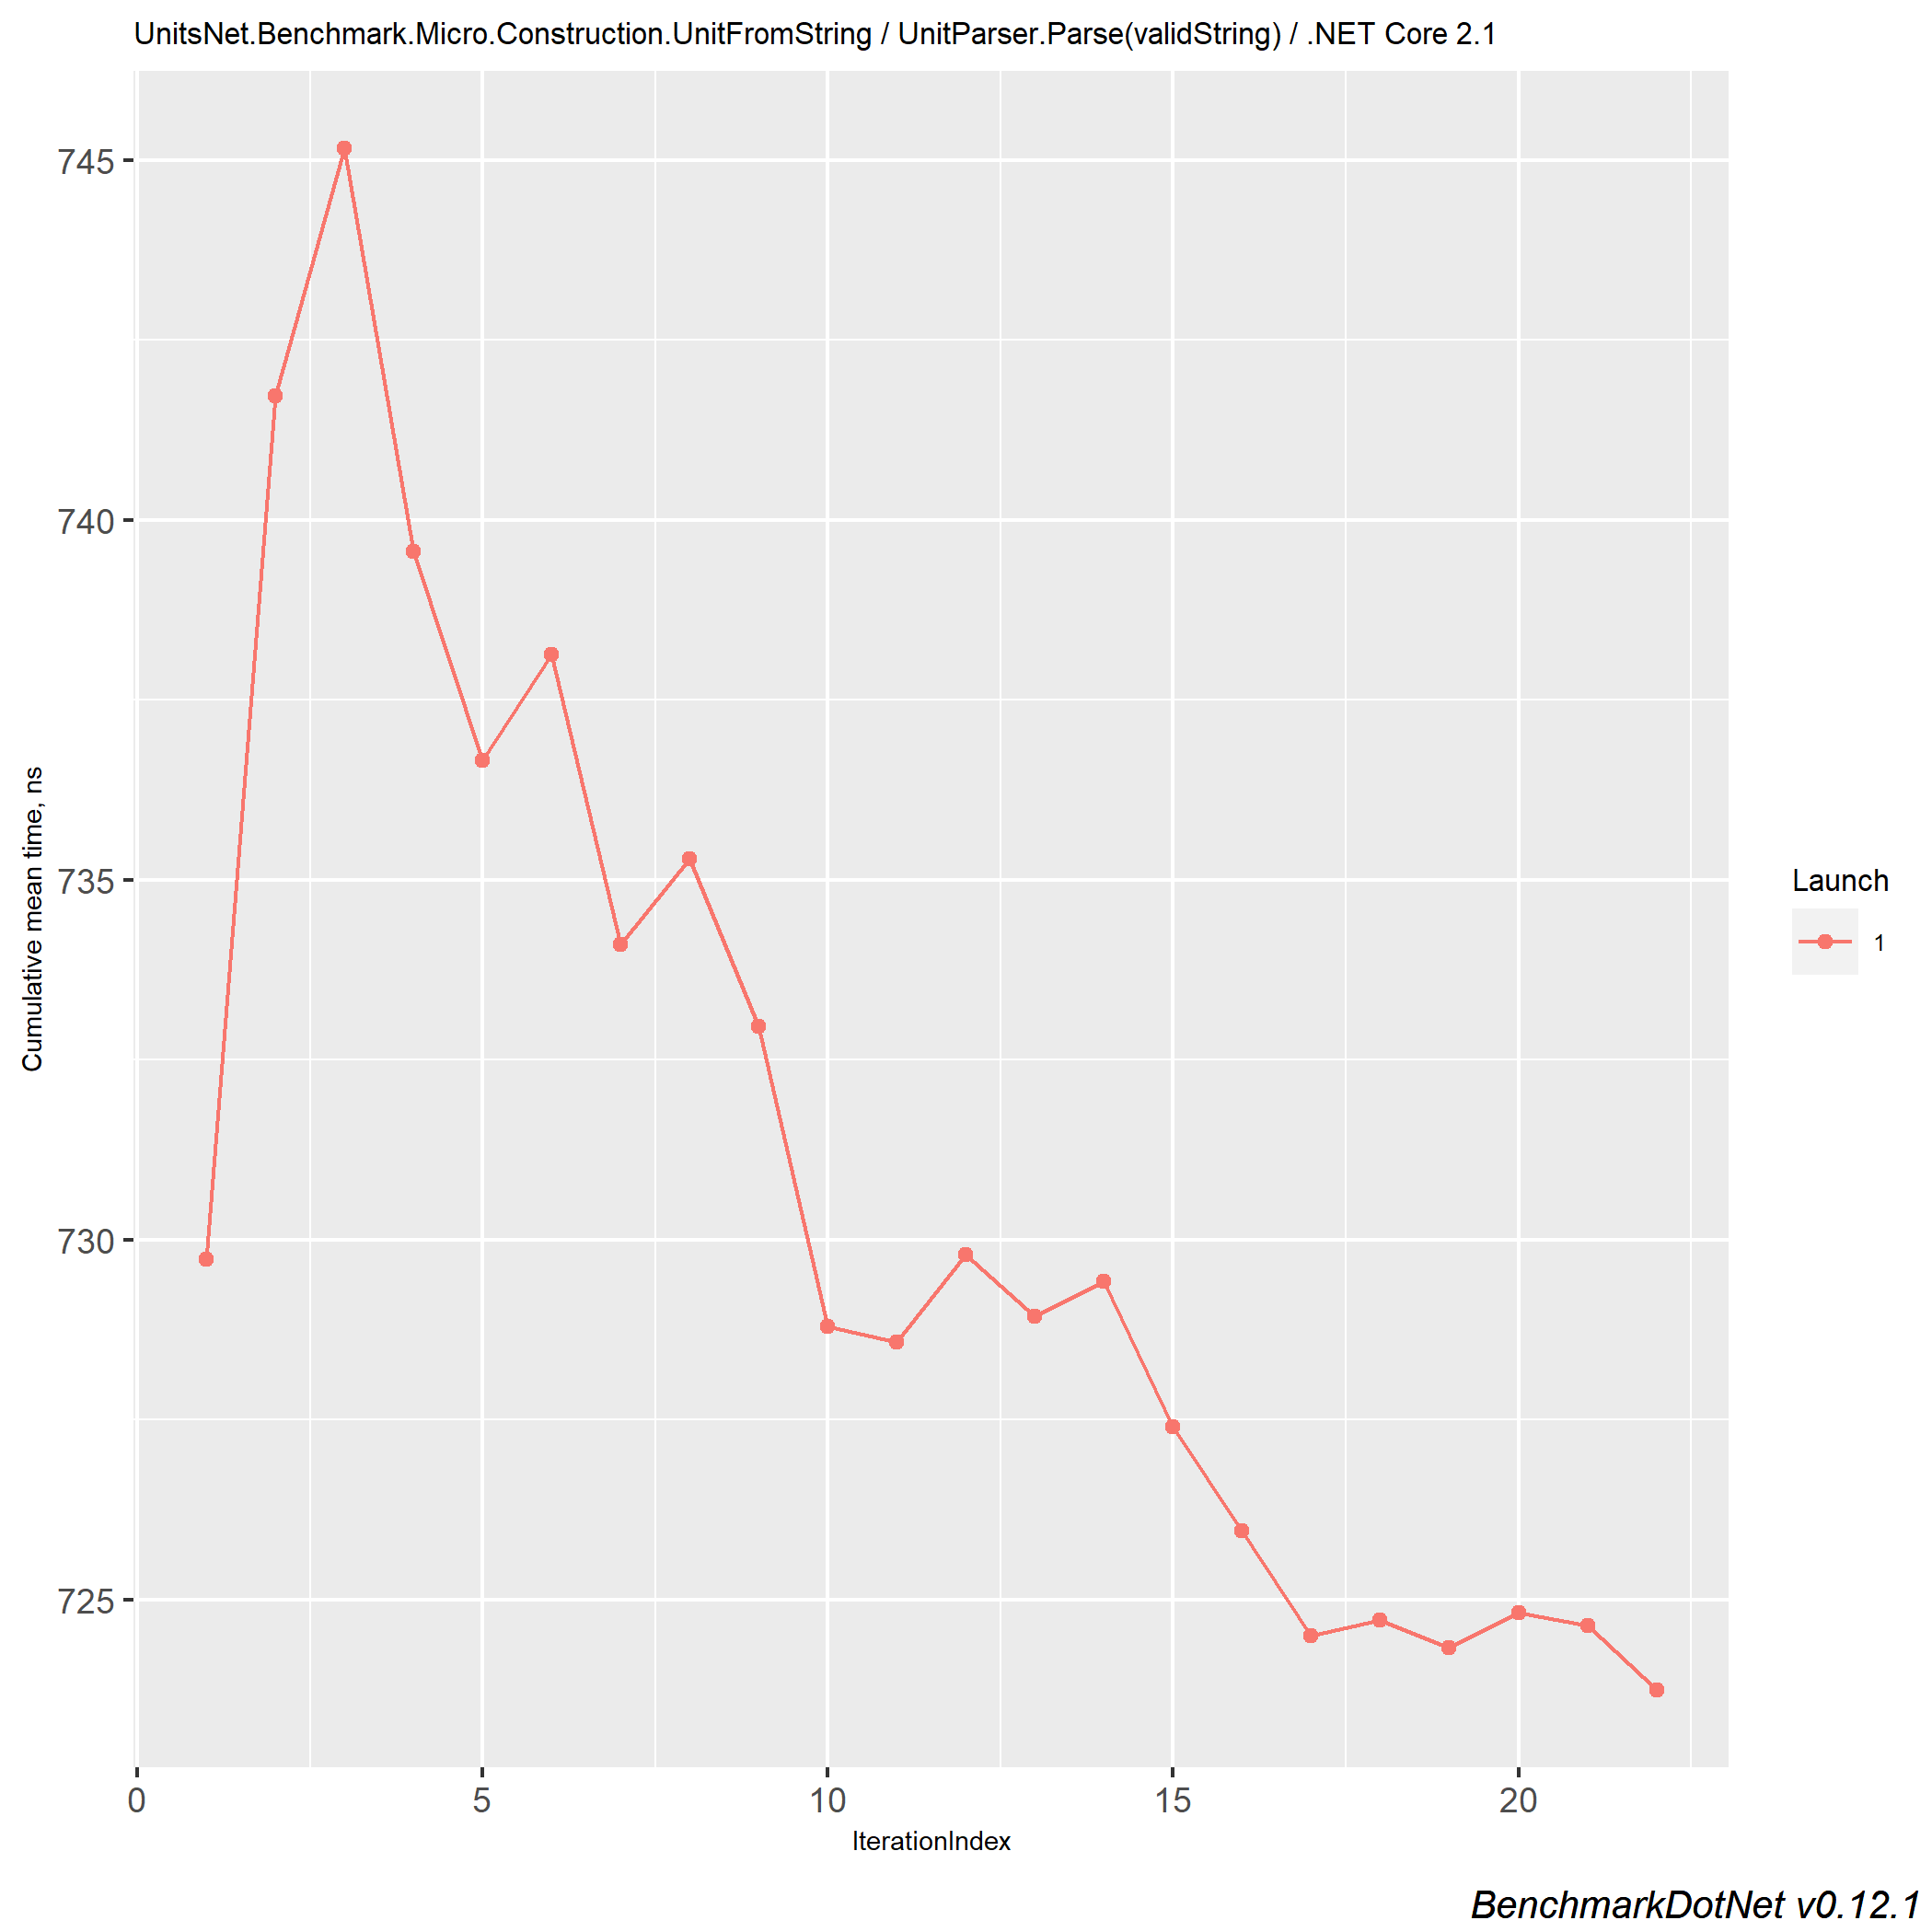 UnitsNet.Benchmark.Micro.Construction.UnitFromString / UnitParser.Parse(validString) / .NET Core 2.1
Cumulative mean time, ns
745
740
735
730
725
0
5
10
15
20
IterationIndex
Launch
1
BenchmarkDotNet v0.12.1